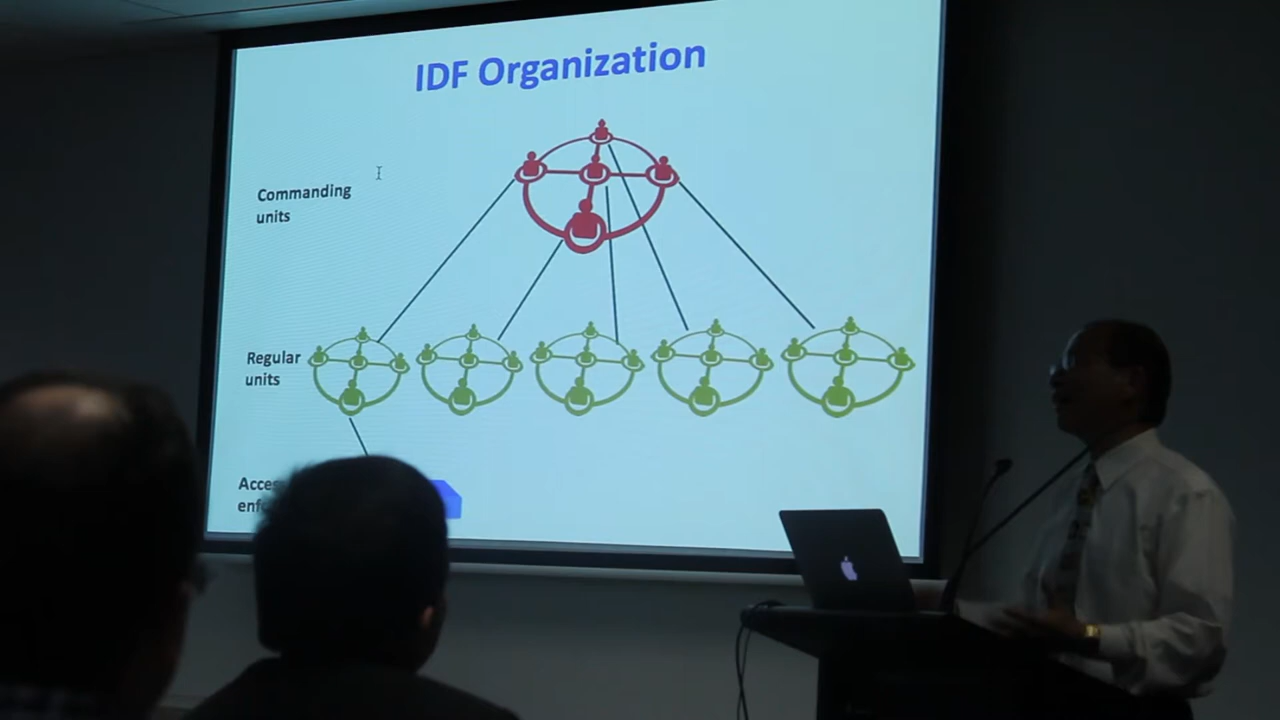 IDF Organization
Commanding
units
Regular
units